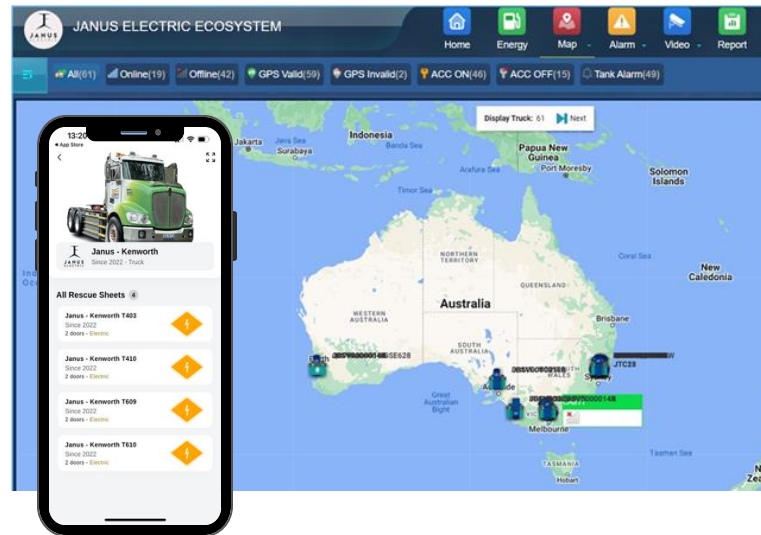 JANUS
ELECTRIC
JANUS ELECTRIC ECOSYSTEM
Home
Energy
Map
Alarm
Video
Report
All(61)
Online(19)
Offline(42)
GPS Valid(59)
GPS Invalid(2)
ACC ON(46)
ACC OFF(15)
Tank Alarm(49)
Display Truck: 61
Next
Jakarta
Java Sea
Surabaya
Indonesia
Banda Sea
Papua New
Guinea
Port Moresby
Arafura Sea
Solomon
Islands
Timor Sea
Coral Sea
New
Caledonia
NORTHERN
TERRITORY
QUEENSLAND
Australia
WESTERN
AUSTRALIA
SOUTH
AUSTRALIA
Brisbane
SE628
JTC28
Great
Australian
Bight
Melbourne
TASMANIA
Hobart
Tasman Sea
13:20
App Store
JANUS
ELECTRIC
Janus - Kenworth
Since 2022 - Truck
All Rescue Sheets 4
Janus - Kenworth T403
Since 2022
2 doors - Electric
Janus - Kenworth T410
Since 2022
2 doors - Electric
Janus - Kenworth T609
Since 2022
2 doors - Electric
Janus - Kenworth T610
Since 2022
2 doors - Electric